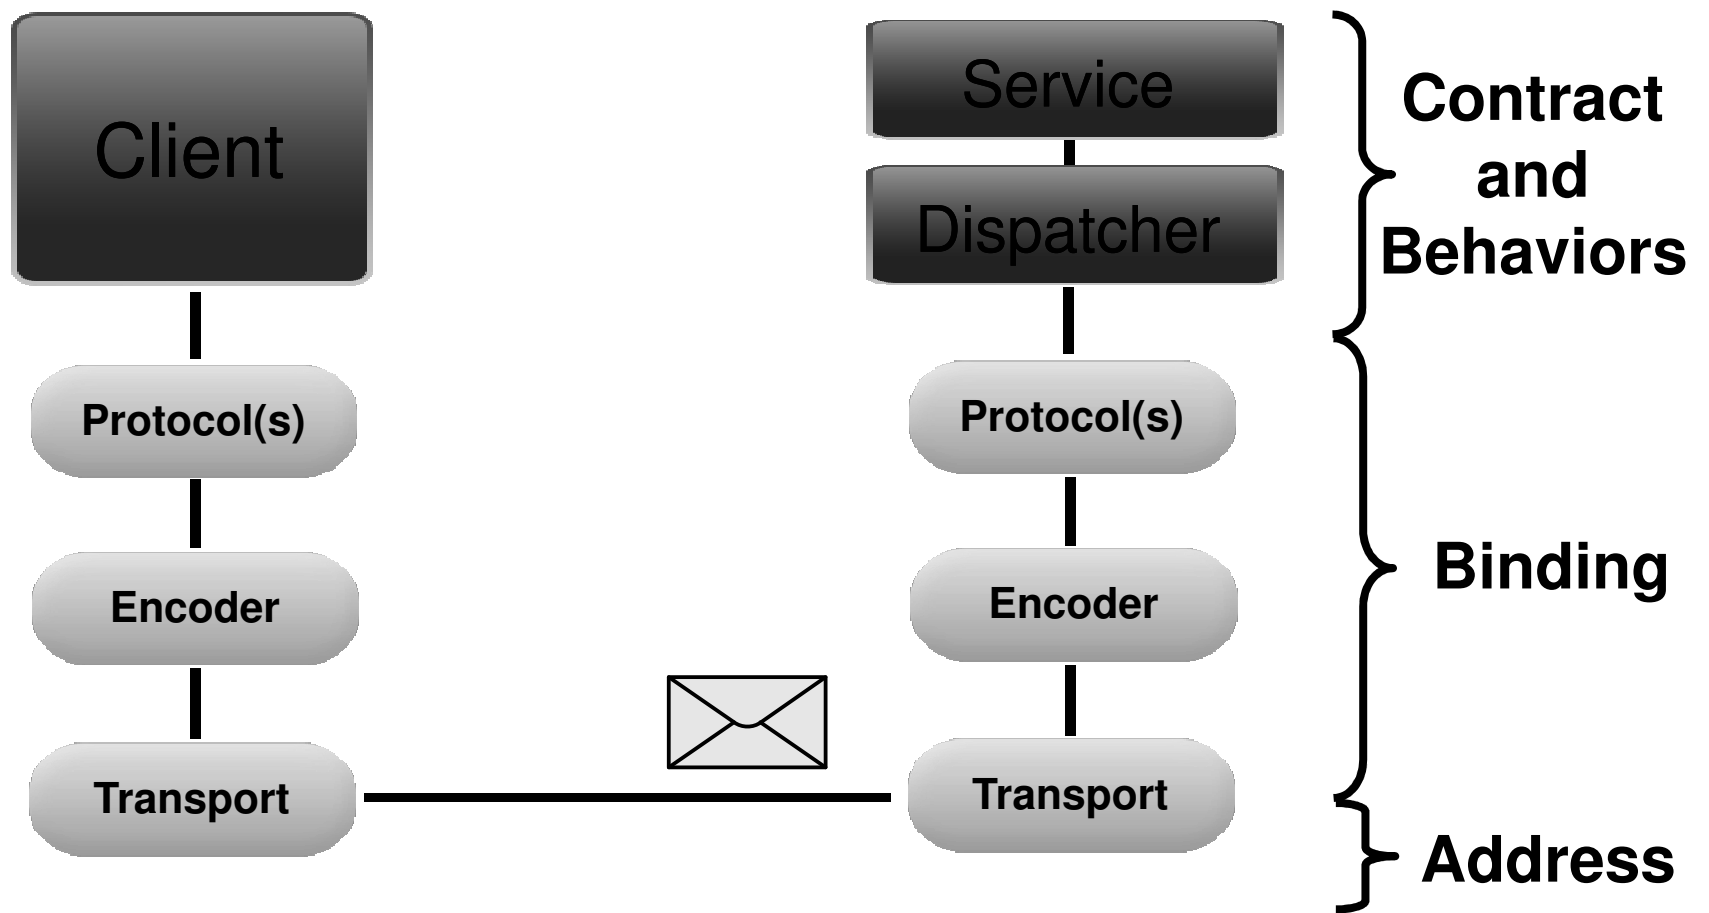 Client
Service
Dispatcher
Contract
and
Behaviors
Protocol(s)
Protocol(s)
Encoder
Encoder
Binding
Transport
Transport
Address